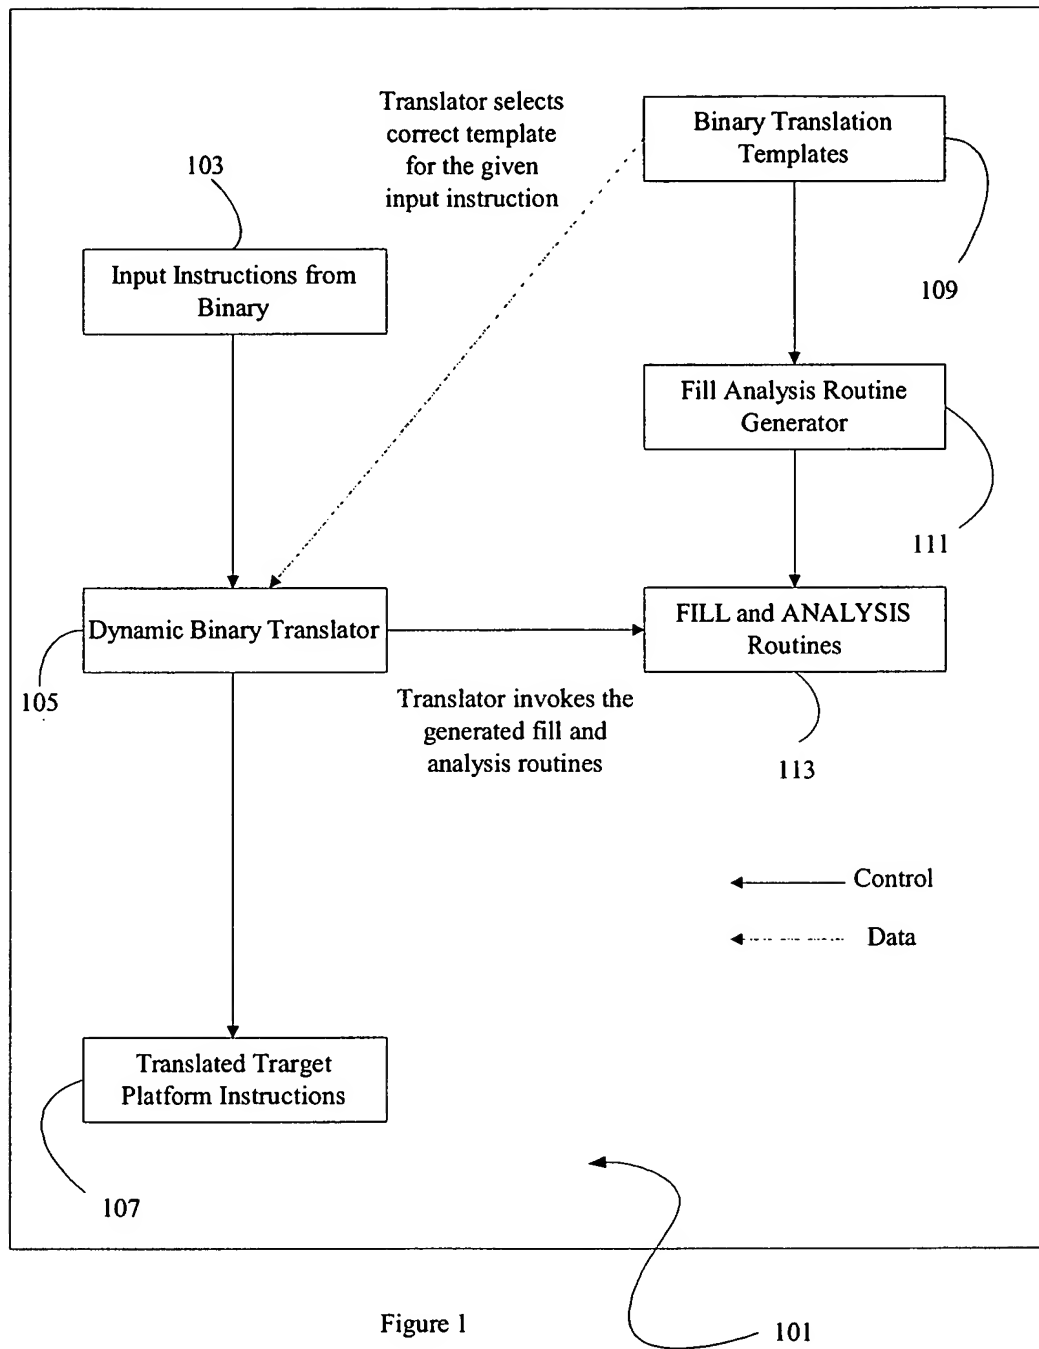 Translator selects
correct template
for the given
input instruction
Binary Translation
Templates
103
109
Input Instructions from
Binary
Fill Analysis Routine
Generator
111
Dynamic Binary Translator
FILL and ANALYSIS
Routines
105
Translator invokes the
generated fill and
analysis routines
113
Control
Data
Translated Trarget
Platform Instructions
107
Figure 1
101